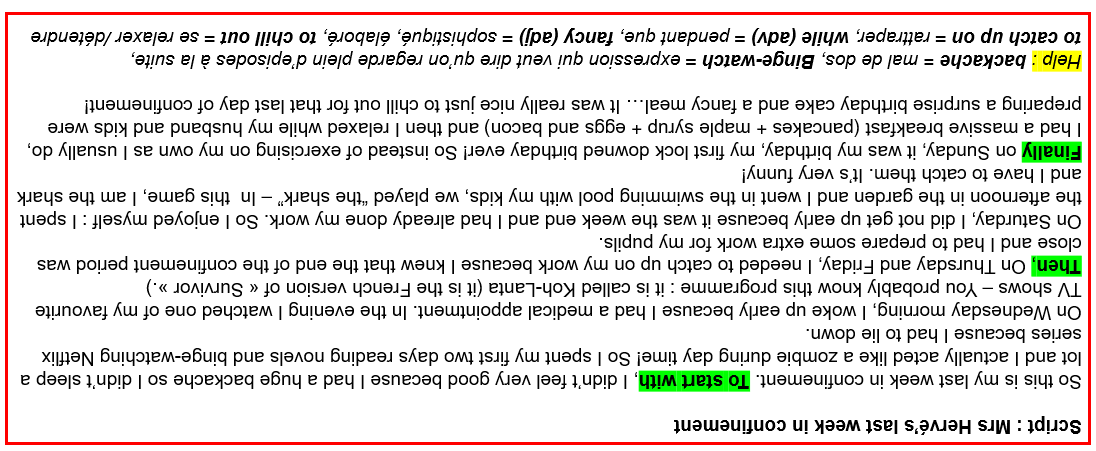 Script : Mrs Hervé's last week in confinement
So this is my last week in confinement. To start with, I didn't feel very good because I had a huge backache so I didn't sleep a
lot and I actually acted like a zombie during day time! So I spent my first two days reading novels and binge-watching Netflix
series because I had to lie down.
On Wednesday morning, I woke up early because I had a medical appointment. In the evening I watched one of my favourite
TV shows – You probably know this programme : it is called Koh-Lanta (it is the French version of « Survivor ».)
Then, On Thursday and Friday, I needed to catch up on my work because I knew that the end of the confinement period was
close and I had to prepare some extra work for my pupils.
On Saturday, I did not get up early because it was the week end and I had already done my work. So I enjoyed myself : I spent
the afternoon in the garden and I went in the swimming pool with my kids, we played “the shark” – In this game, I am the shark
and I have to catch them. It's very funny!
Finally on Sunday, it was my birthday, my first lock downed birthday ever! So instead of exercising on my own as I usually do,
I had a massive breakfast (pancakes + maple syrup + eggs and bacon) and then I relaxed while my husband and kids were
preparing a surprise birthday cake and a fancy meal… It was really nice just to chill out for that last day of confinement!
Help : backache = mal de dos, Binge-watch = expression qui veut dire qu'on regarde plein d'episodes à la suite,
to catch up on = rattraper, while (adv) = pendant que, fancy (adj) = sophistiqué, élaboré, to chill out = se relaxer /détendre